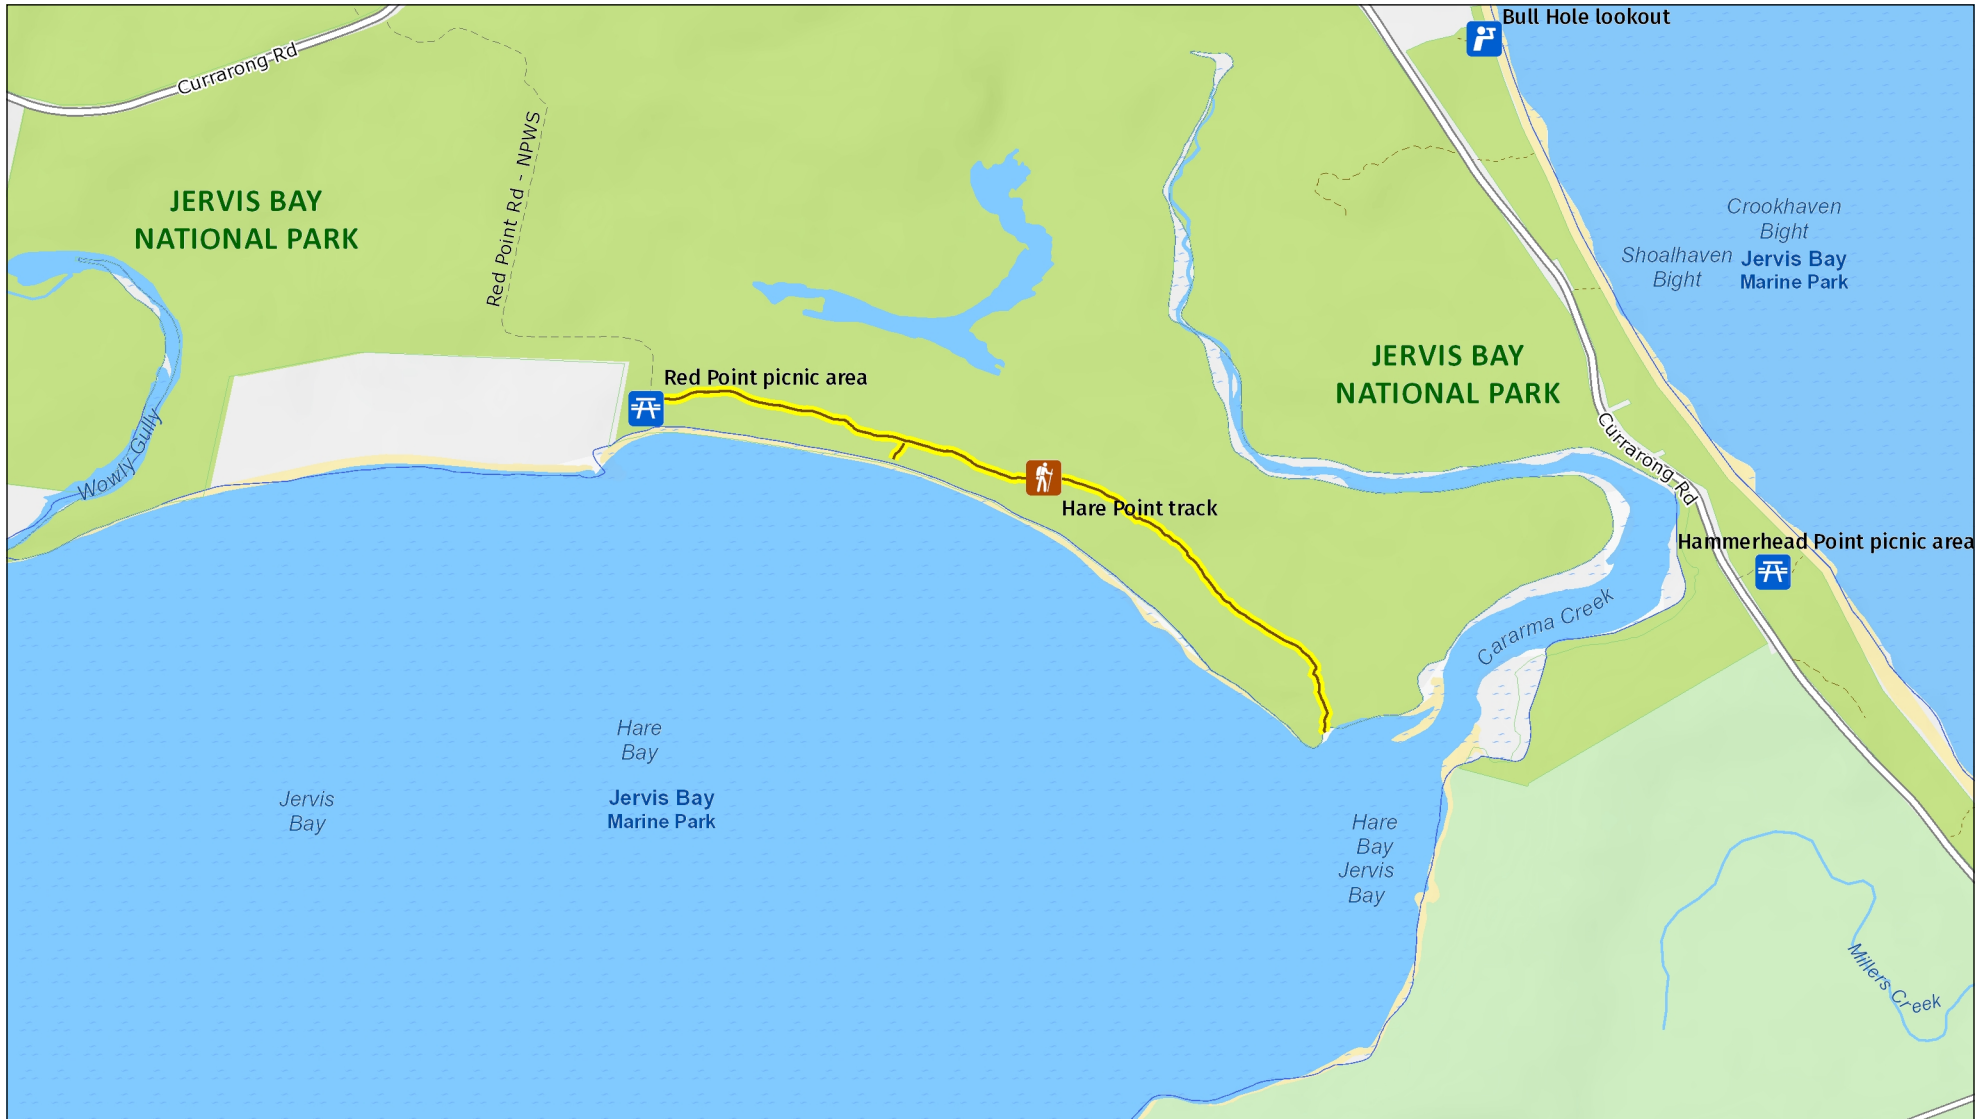 Bull Hole lookout
Currarong Rd
Red Point Rd - NPWS
JERVIS BAY
NATIONAL PARK
Crookhaven
Bight
Shoalhaven
Bight
Jervis Bay
Marine Park
JERVIS BAY
NATIONAL PARK
Red Point picnic area
Wowly Gully
Currarong Rd
Hare Point track
Hammerhead Point picnic area
Cararma Creek
Hare
Bay
Jervis
Bay
Jervis Bay
Marine Park
Hare
Bay
Jervis
Bay
Millers Creek